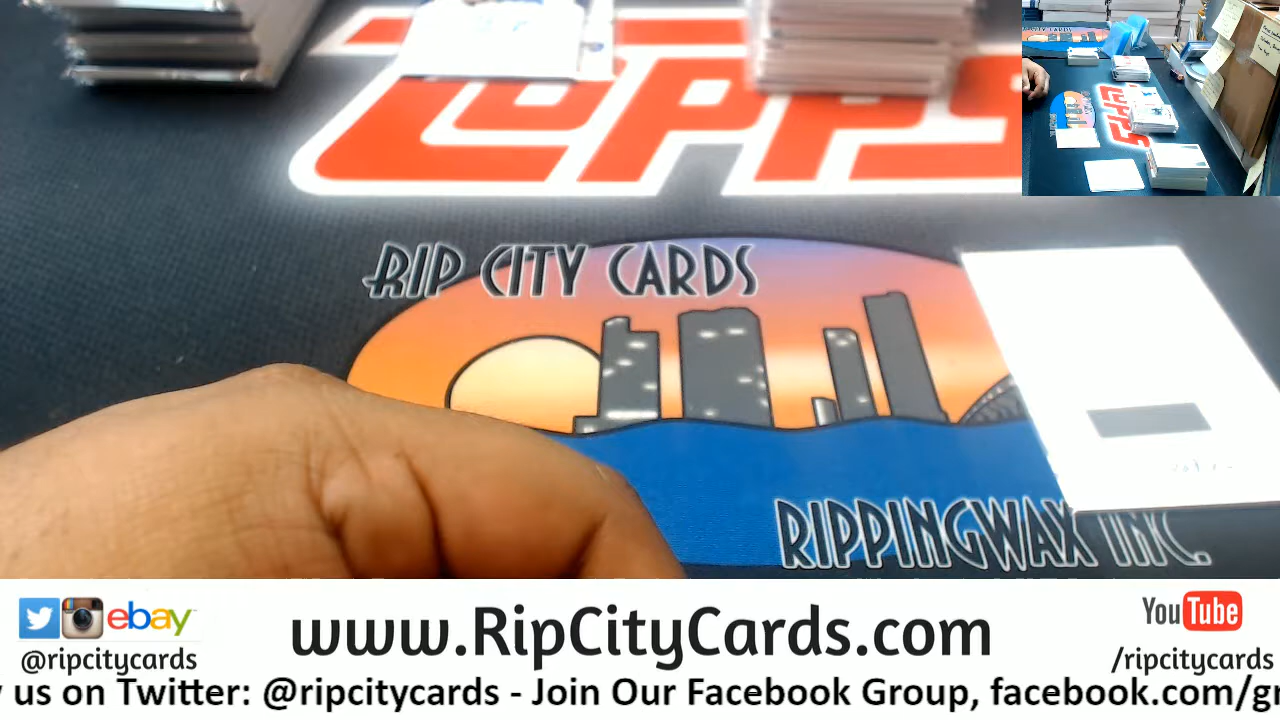 Topps
RIP CITY CARDS
RIPPINGWAX INC.
ebay
@ripcitycards
www.RipCityCards.com
YouTube
/ripcitycards
us on Twitter: @ripcitycards - Join Our Facebook Group, facebook.com/gr